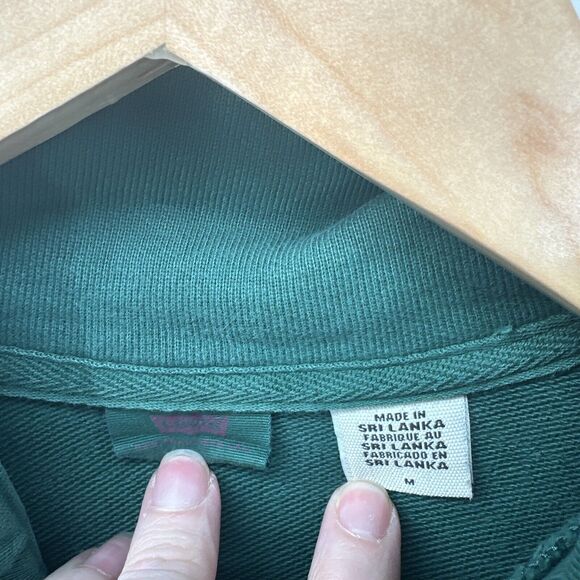 MADE IN
SRI LANKA
FABRIQUE AU
SRI LANKA
FABRICADO EN
SRI LANKA
M